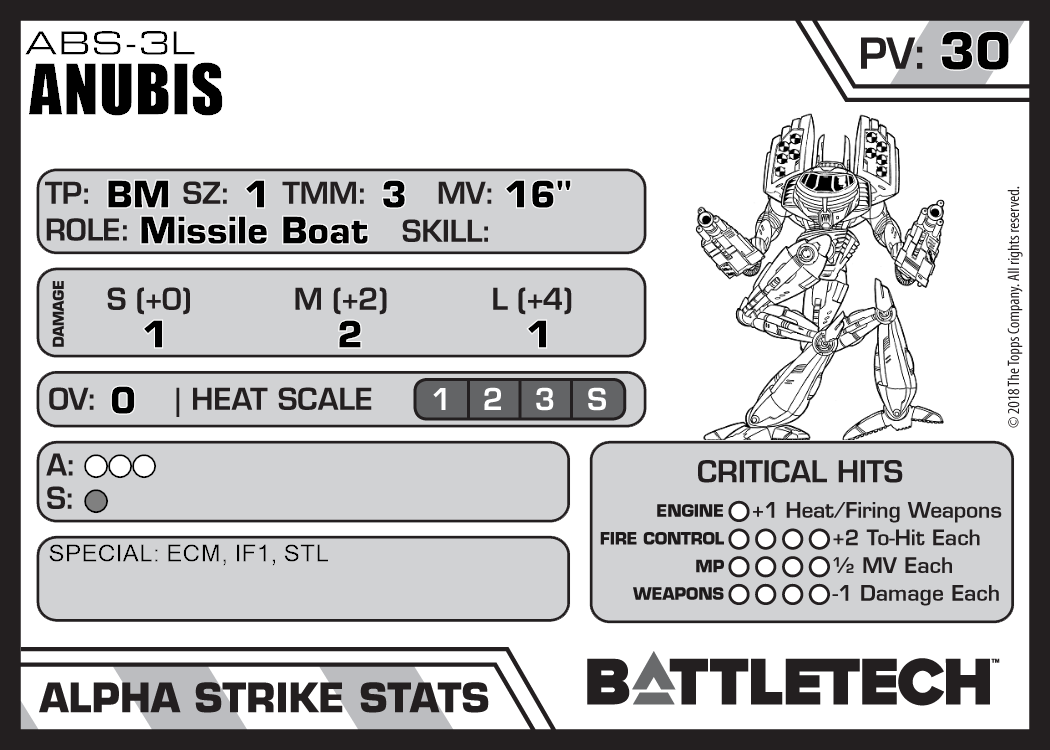 ABS-3L
ANUBIS
PV: 30
TP: BM SZ: 1 TMM: 3 MV: 16"
ROLE: Missile Boat SKILL:
DAMAGE
S (+0) M (+2) L (+4)
1 2 1
OV: 0 | HEAT SCALE 1 2 3 S
A:
S:
SPECIAL: ECM, IF1, STL
© 2018 The Topps Company. All rights reserved.
CRITICAL HITS
ENGINE +1 Heat/Firing Weapons
FIRE CONTROL +2 To-Hit Each
MP ½ MV Each
WEAPONS -1 Damage Each
ALPHA STRIKE STATS
BATTLETECH™